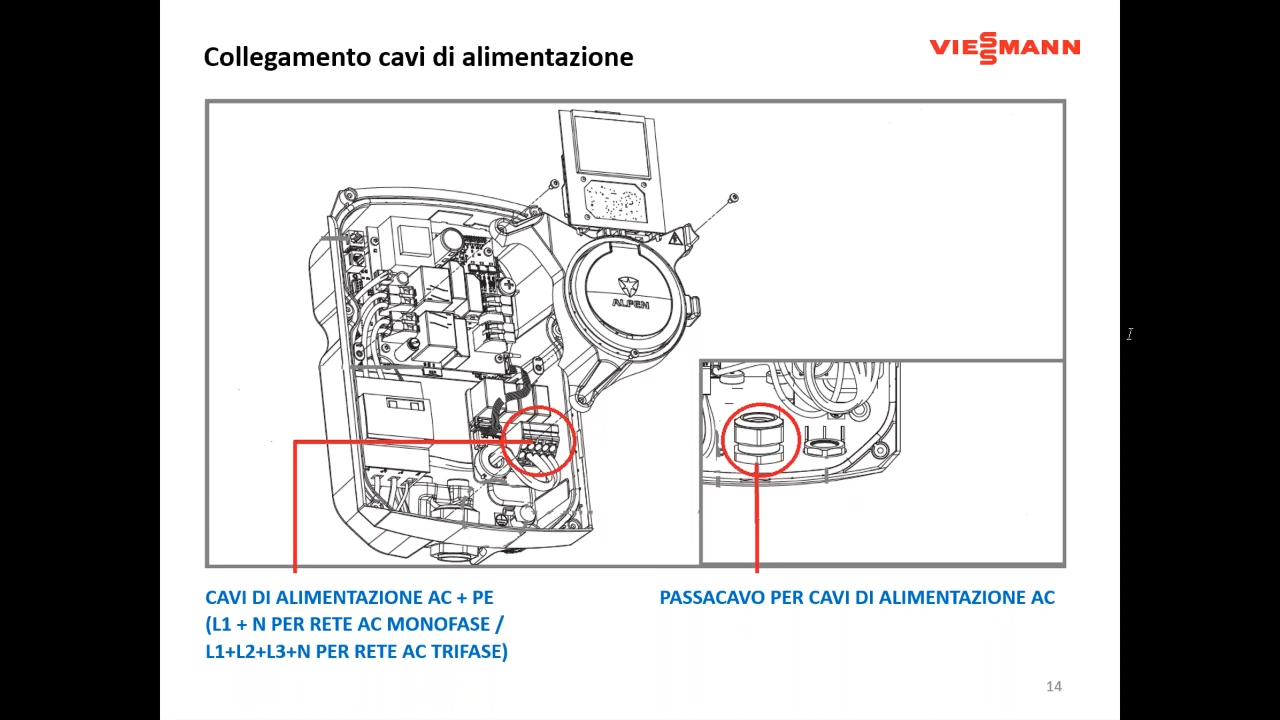 Collegamento cavi di alimentazione
VIESSMANN
ALPEN
CAVI DI ALIMENTAZIONE AC + PE
(L1 + N PER RETE AC MONOFASE /
L1+L2+L3+N PER RETE AC TRIFASE)
PASSACAVO PER CAVI DI ALIMENTAZIONE AC
14